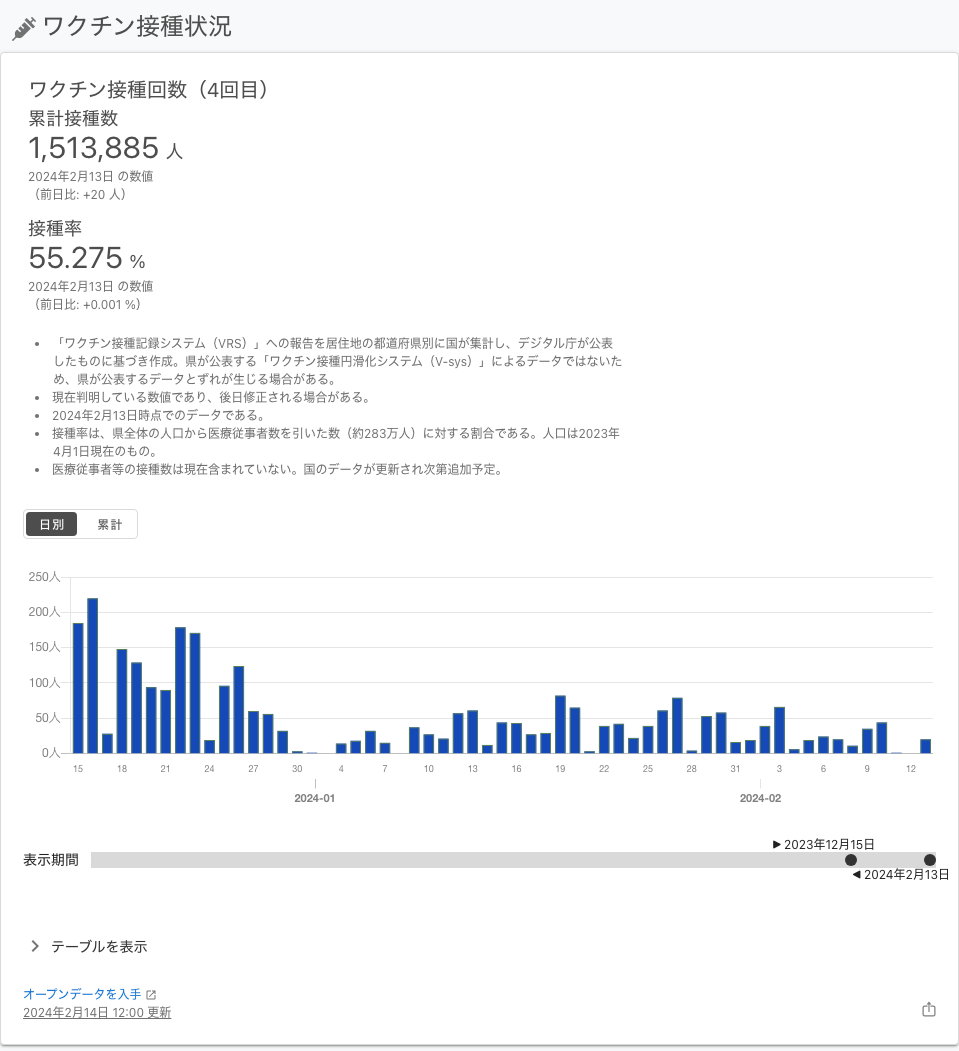 ワクチン接種状況
ワクチン接種回数（4回目）
累計接種数
1,513,885 人
2024年2月13日 の数値
（前日比: +20 人）
接種率
55.275 %
2024年2月13日 の数値
（前日比: +0.001 %）
• 「ワクチン接種記録システム（VRS）」への報告を居住地の都道府県別に国が集計し、デジタル庁が公表
したものに基づき作成。県が公表する「ワクチン接種円滑化システム（V-sys）」によるデータではないた
め、県が公表するデータとずれが生じる場合がある。
• 現在判明している数値であり、後日修正される場合がある。
• 2024年2月13日時点でのデータである。
• 接種率は、県全体の人口から医療従事者数を引いた数（約283万人）に対する割合である。人口は2023年
4月1日現在のもの。
• 医療従事者等の接種数は現在含まれていない。国のデータが更新され次第追加予定。
日別 累計
250人
200人
150人
100人
50人
0人
15 18 21 24 27 30 4 7 10 13 16 19 22 25 28 31 3 6 9 12
2024-01 2024-02
▶ 2023年12月15日
表示期間
◀ 2024年2月13日
テーブルを表示
オープンデータを入手
2024年2月14日 12:00 更新